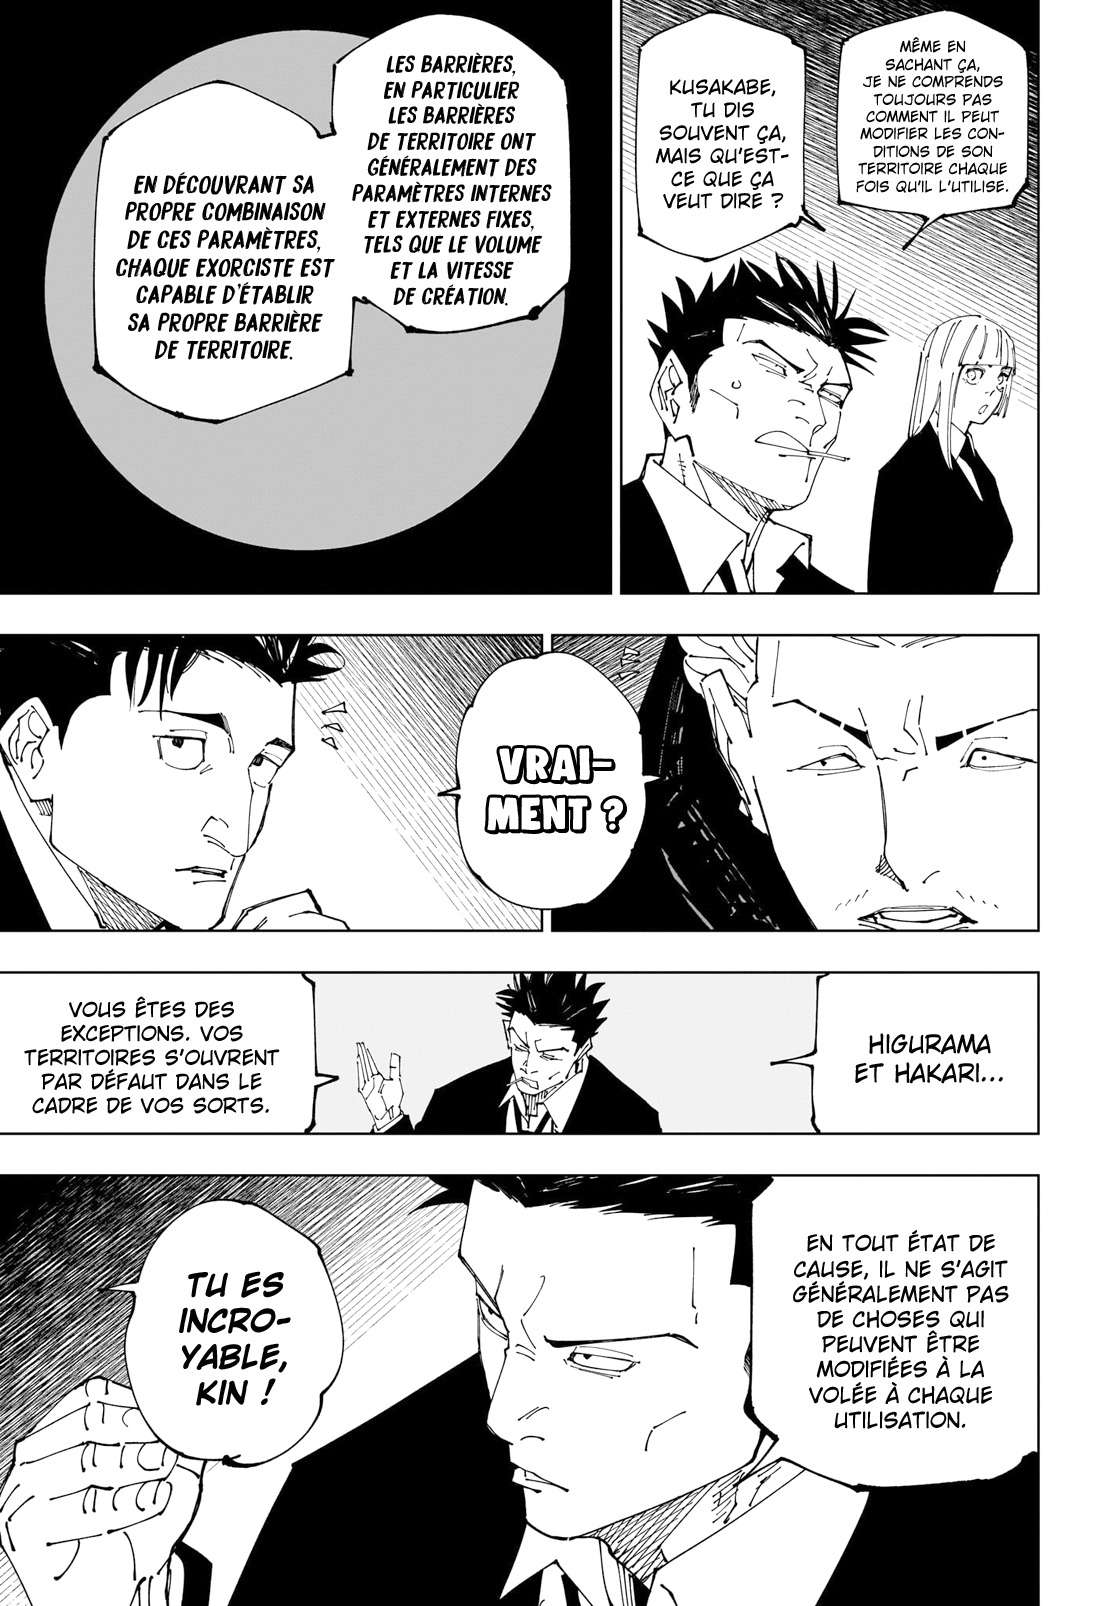 MÊME EN
SACHANT ÇA,
JE NE COMPRENDS
TOUJOURS PAS
COMMENT IL PEUT
MODIFIER LES CON-
DITIONS DE SON
TERRITOIRE CHAQUE
FOIS QU'IL L'UTILISE.
KUSAKABE,
TU DIS
SOUVENT ÇA,
MAIS QU'EST-
CE QUE ÇA
VEUT DIRE ?
LES BARRIÈRES,
EN PARTICULIER
LES BARRIÈRES
DE TERRITOIRE ONT
GÉNÉRALEMENT DES
PARAMÈTRES INTERNES
ET EXTERNES FIXES,
TELS QUE LE VOLUME
ET LA VITESSE
DE CRÉATION.
EN DÉCOUVRANT SA
PROPRE COMBINAISON
DE CES PARAMÈTRES,
CHAQUE EXORCISTE EST
CAPABLE D'ÉTABLIR
SA PROPRE BARRIÈRE
DE TERRITOIRE.
VRAI-
MENT ?
HIGURAMA
ET HAKARI...
VOUS ÊTES DES
EXCEPTIONS. VOS
TERRITOIRES S'OUVRENT
PAR DÉFAUT DANS LE
CADRE DE VOS SORTS.
EN TOUT ÉTAT DE
CAUSE, IL NE S'AGIT
GÉNÉRALEMENT PAS
DE CHOSES QUI
PEUVENT ÊTRE
MODIFIÉES À LA
VOLÉE À CHAQUE
UTILISATION.
TU ES
INCRO-
YABLE,
KIN !